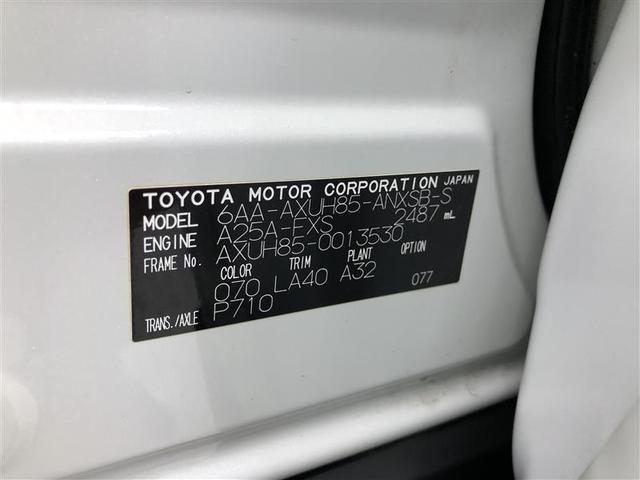 TOYOTA MOTOR CORPORATION JAPAN
MODEL 6AA-AXUH85-ANXSB-S
ENGINE A25A-FXS 2487 mL
FRAME No. AXUH85-0013530
COLOR TRIM PLANT OPTION
070 LA40 A32 077
TRANS./AXLE P710